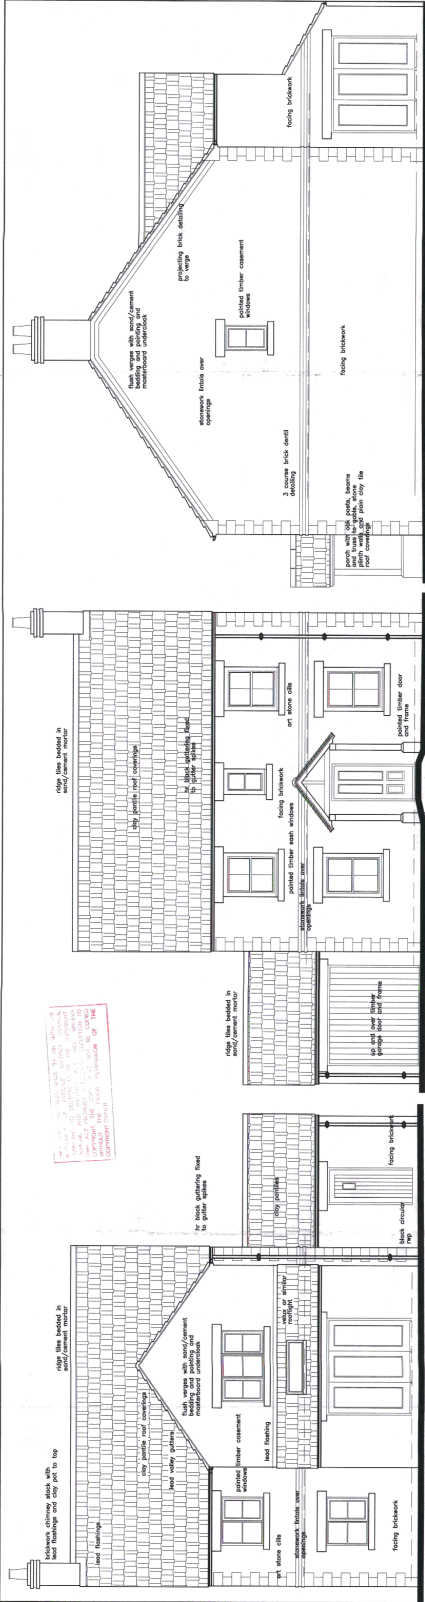 brickwork chimney stack with
lead flashings and clay pot to top
ridge tiles bedded in
sand/cement mortar
lead flashings
clay pantile roof coverings
lead valley gutters
flush verges with sand/cement
bedding and pointing and
masterboard undercloak
hr black guttering fixed
to gutter spikes
painted timber casement
windows
lead flashing
velux or similar
rooflight
clay pantiles
art stone cills
stonework lintols over
openings
facing brickwork
black circular
rwp
facing brickwork
WITHOUT THE PRIOR PERMISSION OF THE
COPYRIGHT OWNER
ridge tiles bedded in
sand/cement mortar
ridge tiles bedded in
sand/cement mortar
clay pantile roof coverings
hr black guttering fixed
to gutter spikes
facing brickwork
art stone cills
painted timber sash windows
stonework lintols over
openings
up and over timber
garage door and frame
painted timber door
and frame
flush verges with sand/cement
bedding and pointing and
masterboard undercloak
projecting brick detailing
to verge
stonework lintols over
openings
painted timber casement
windows
3 course brick dentil
detailing
facing brickwork
facing brickwork
porch with oak posts, beams
and truss to gable, stone
plinth walls and plain clay tile
roof coverings